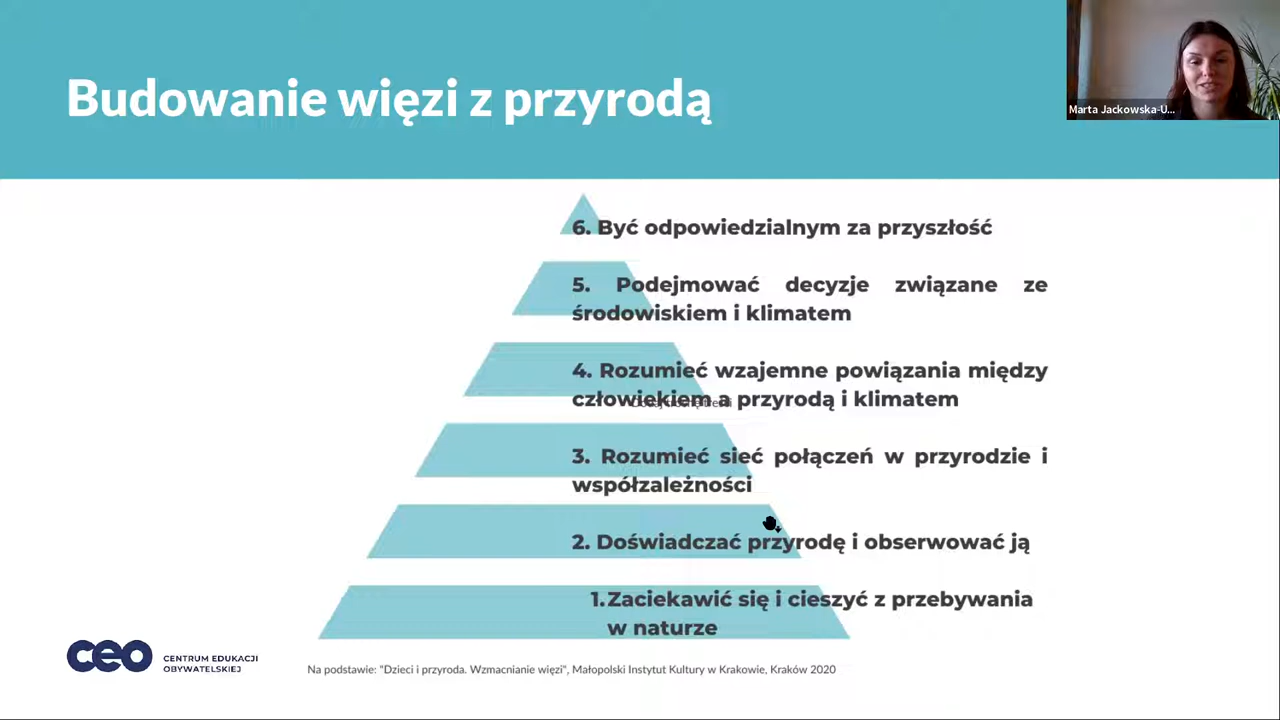 Budowanie więzi z przyrodą
Marta Jackowska-U...
6. Być odpowiedzialnym za przyszłość
5. Podejmować decyzje związane ze
środowiskiem i klimatem
4. Rozumieć wzajemne powiązania między
człowiekiem a przyrodą i klimatem
3. Rozumieć sieć połączeń w przyrodzie i
współzależności
2. Doświadczać przyrodę i obserwować ją
1. Zaciekawić się i cieszyć z przebywania
w naturze
ceo
CENTRUM EDUKACJI
OBYWATELSKIEJ
Na podstawie: "Dzieci i przyroda. Wzmacnianie więzi", Małopolski Instytut Kultury w Krakowie, Kraków 2020